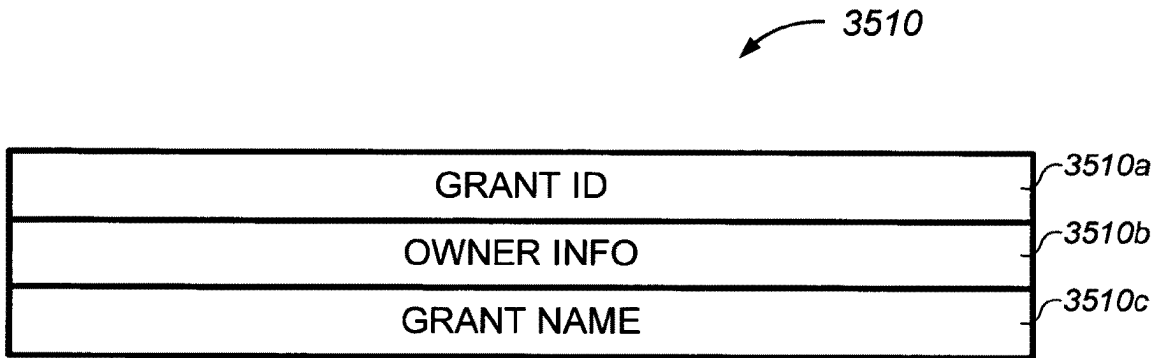 3510
GRANT ID 3510a
OWNER INFO 3510b
GRANT NAME 3510c